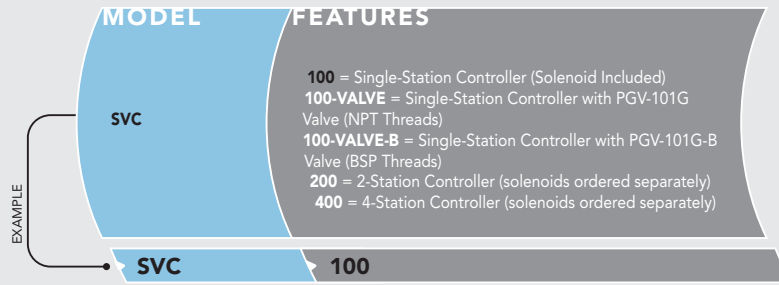 MODEL
FEATURES
SVC
100 = Single-Station Controller (Solenoid Included)
100-VALVE = Single-Station Controller with PGV-101G
Valve (NPT Threads)
100-VALVE-B = Single-Station Controller with PGV-101G-B
Valve (BSP Threads)
200 = 2-Station Controller (solenoids ordered separately)
400 = 4-Station Controller (solenoids ordered separately)
EXAMPLE
SVC
100